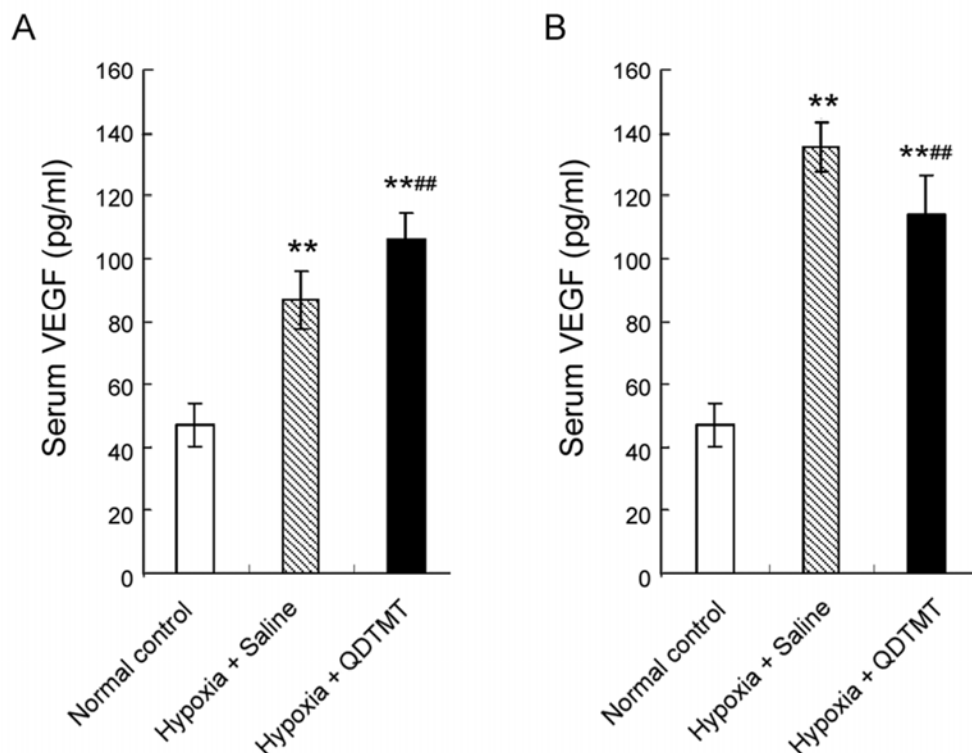 A
Serum VEGF (pg/ml)
160
140
120
100
80
60
40
20
0
**
**##
Normal control
Hypoxia + Saline
Hypoxia + QDTMT
B
Serum VEGF (pg/ml)
160
140
120
100
80
60
40
20
0
**
**##
Normal control
Hypoxia + Saline
Hypoxia + QDTMT